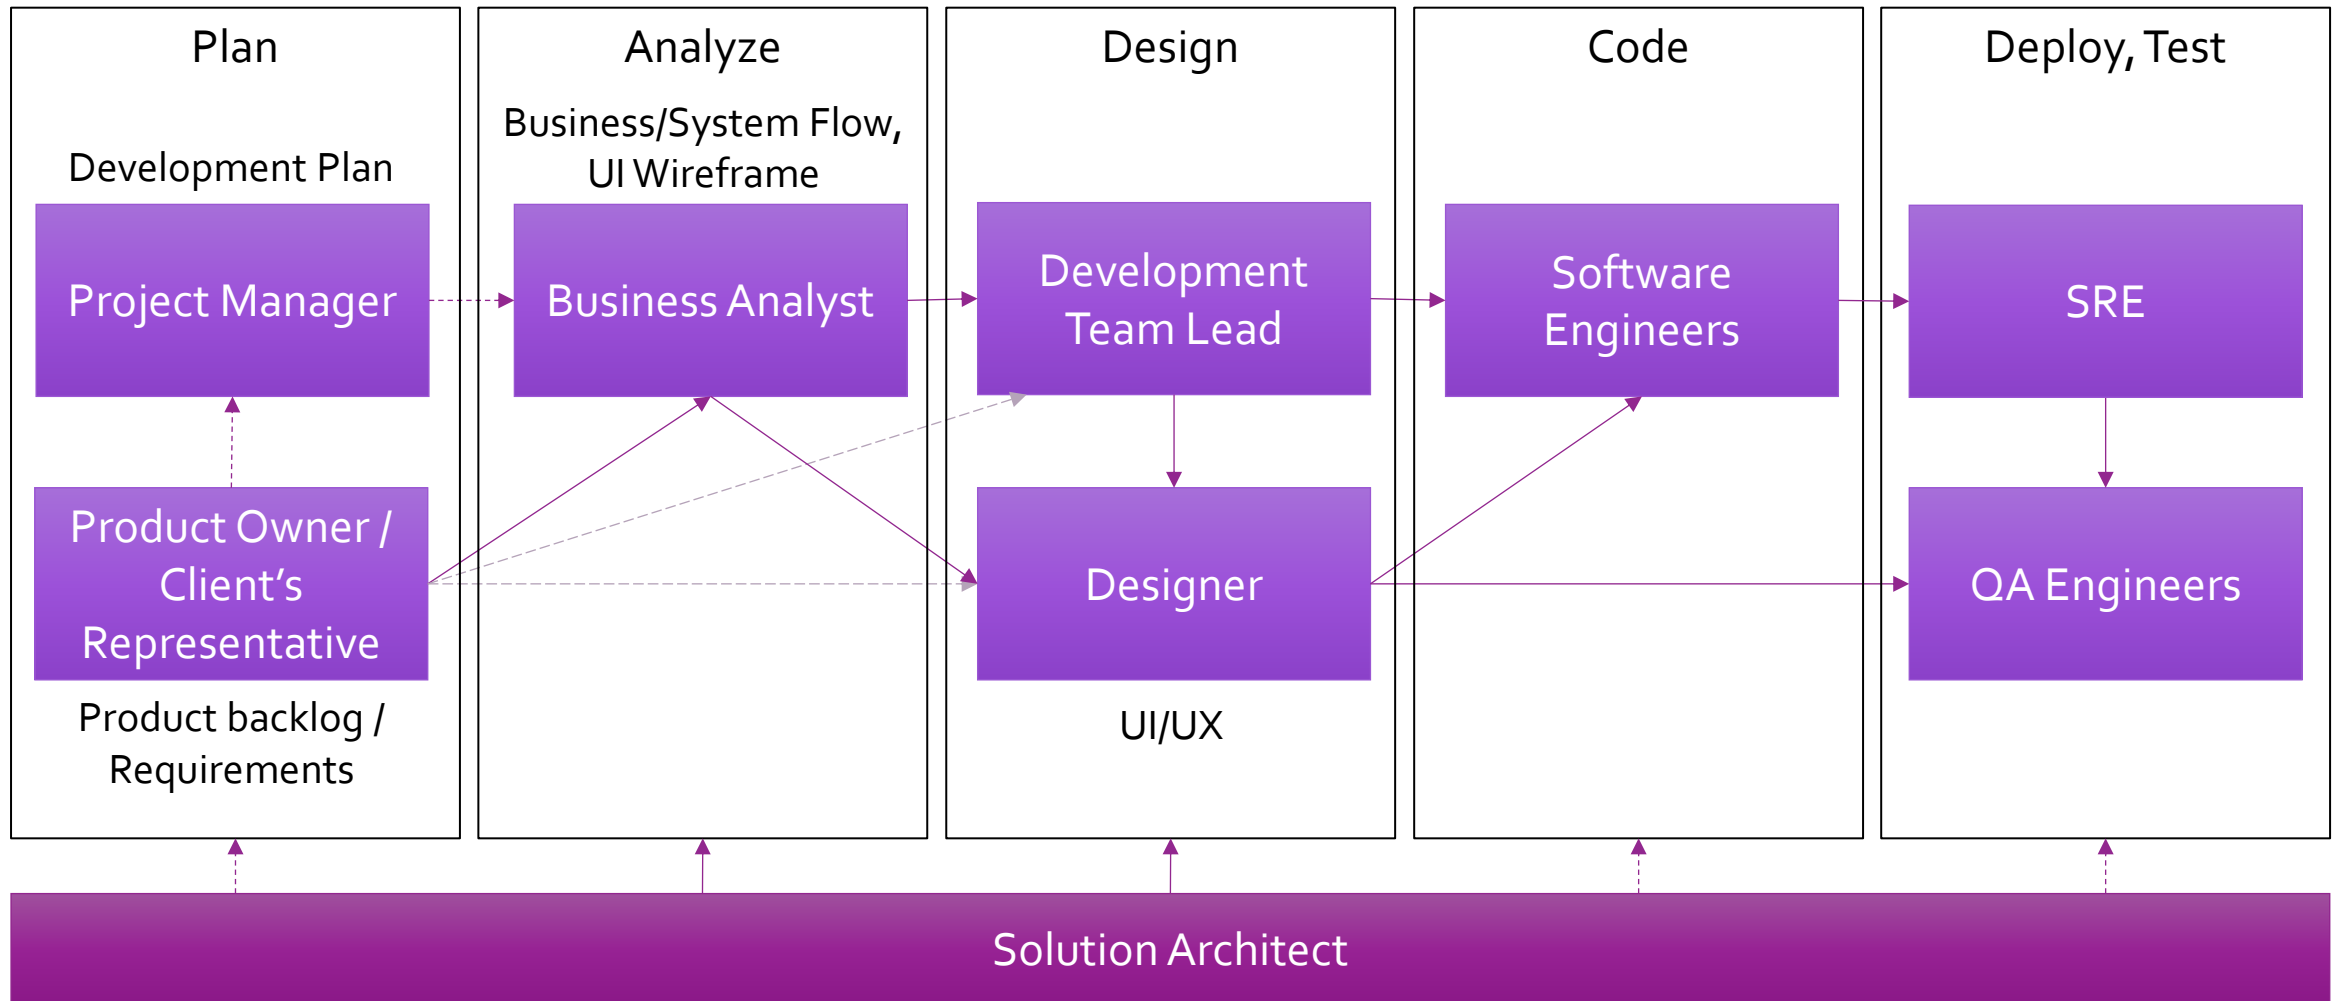 Plan
Development Plan
Project Manager
Product Owner /
Client’s
Representative
Product backlog /
Requirements
Analyze
Business/System Flow,
UI Wireframe
Business Analyst
Design
Development
Team Lead
Designer
UI/UX
Code
Software
Engineers
Deploy, Test
SRE
QA Engineers
Solution Architect